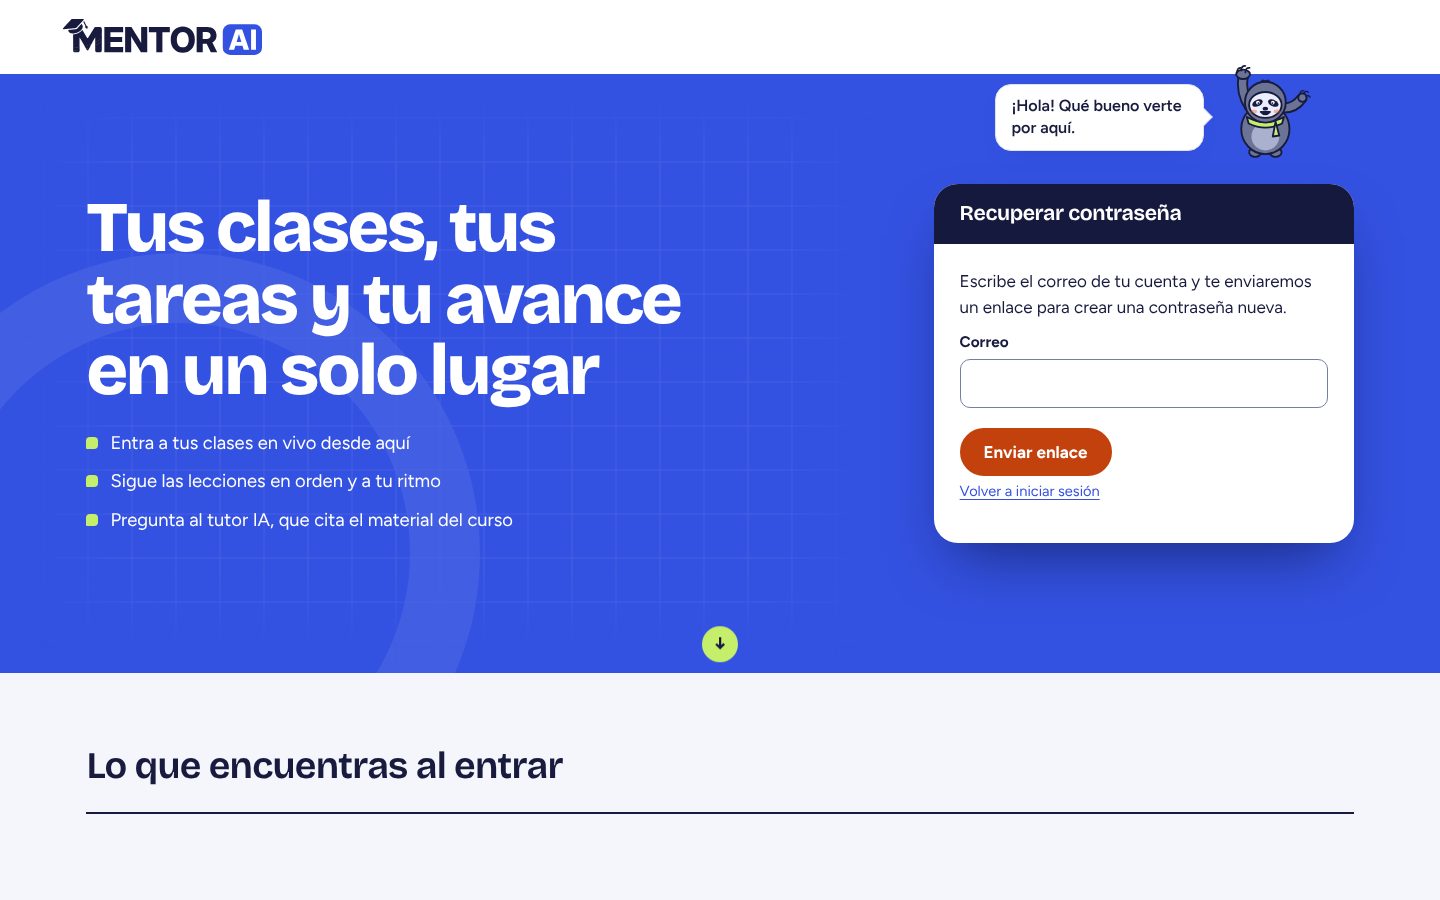 MENTOR AI
¡Hola! Qué bueno verte
por aquí.
Tus clases, tus
tareas y tu avance
en un solo lugar
Entra a tus clases en vivo desde aquí
Sigue las lecciones en orden y a tu ritmo
Pregunta al tutor IA, que cita el material del curso
Recuperar contraseña
Escribe el correo de tu cuenta y te enviaremos
un enlace para crear una contraseña nueva.
Correo
Enviar enlace
Volver a iniciar sesión
Lo que encuentras al entrar